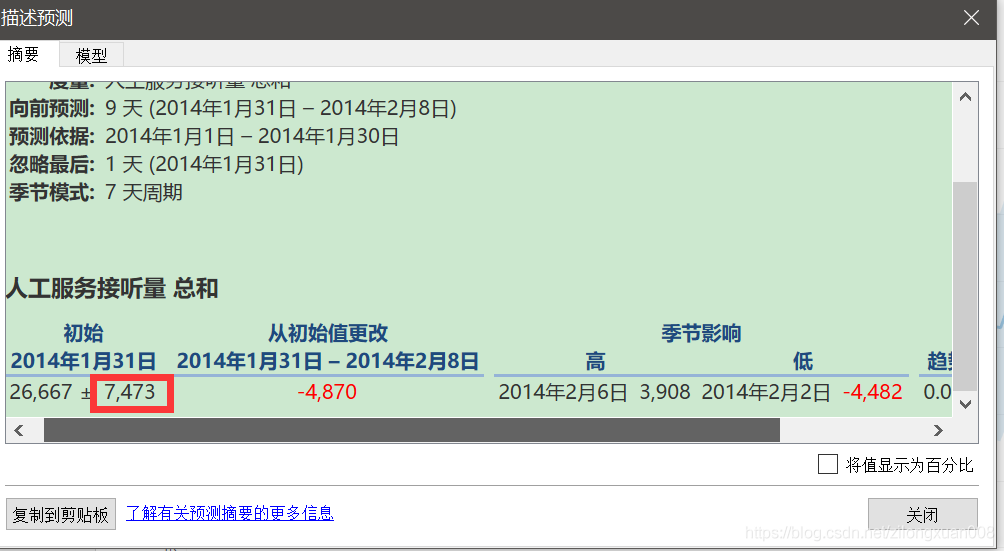 描述预测
摘要 模型
度量: 人工服务接听量 总和
向前预测: 9 天 (2014年1月31日 – 2014年2月8日)
预测依据: 2014年1月1日 – 2014年1月30日
忽略最后: 1 天 (2014年1月31日)
季节模式: 7 天周期
人工服务接听量 总和
初始 从初始值更改 季节影响
2014年1月31日 2014年1月31日 – 2014年2月8日 高 低
26,667 ± 7,473 -4,870 2014年2月6日 3,908 2014年2月2日 -4,482 0.0
将值显示为百分比
复制到剪贴板 了解有关预测摘要的更多信息 关闭
https://blog.csdn.net/zilongxuan008